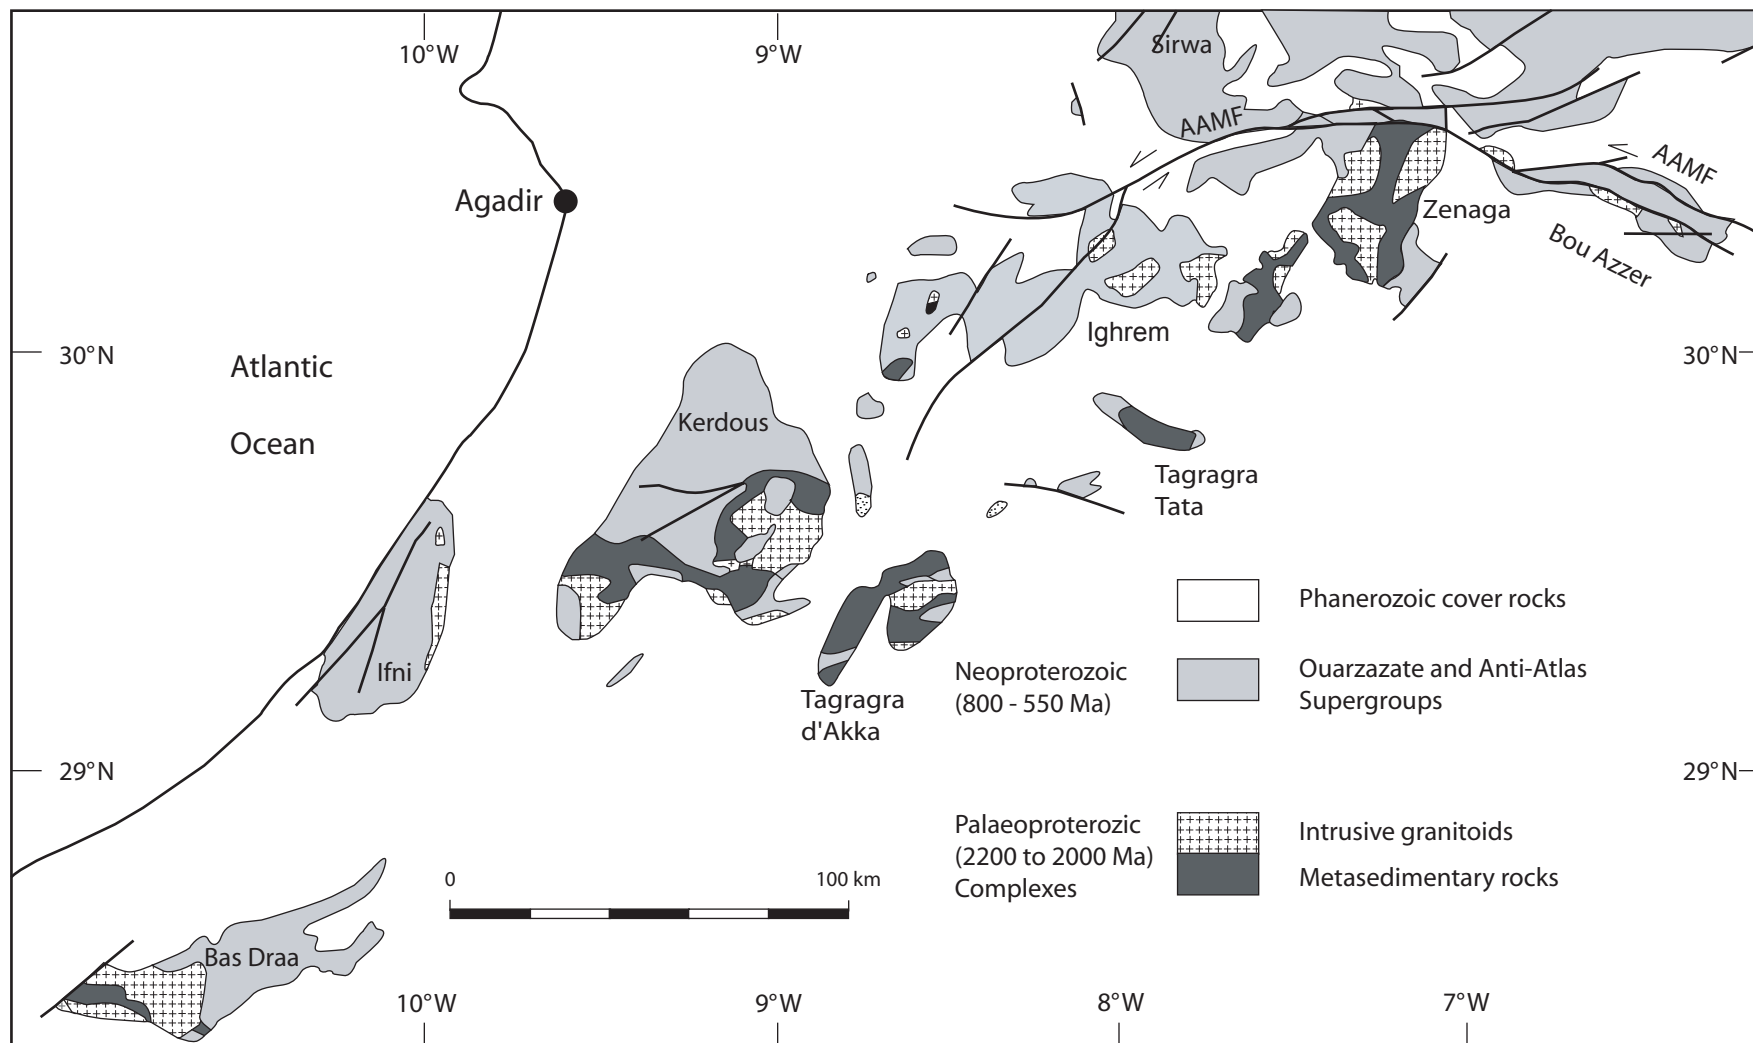 10°W
9°W
Sirwa
AAMF
AAMF
Agadir
Zenaga
Bou Azzer
Ighrem
30°N
30°N
Atlantic
Ocean
Kerdous
Tagragra
Tata
Phanerozoic cover rocks
Ifni
Neoproterozoic
(800 - 550 Ma)
Ouarzazate and Anti-Atlas
Supergroups
Tagragra
d'Akka
29°N
29°N
Palaeoproterozic
(2200 to 2000 Ma)
Complexes
Intrusive granitoids
Metasedimentary rocks
0
100 km
Bas Draa
10°W
9°W
8°W
7°W